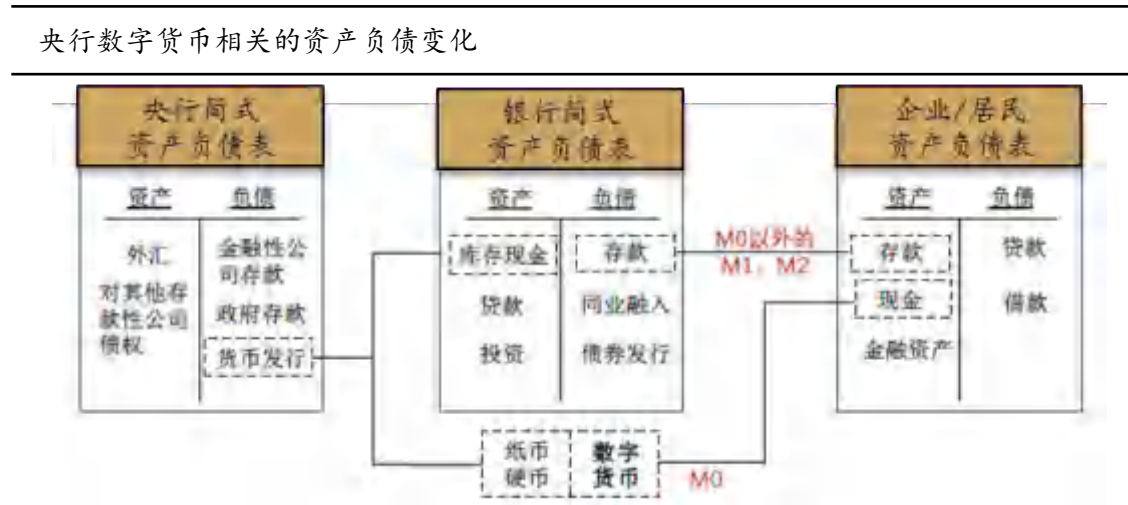 央行数字货币相关的资产负债变化
央行简式
资产负债表
资产
负债
外汇
对其他存
款性公司
债权
金融性公
司存款
政府存款
货币发行
银行简式
资产负债表
资产
负债
库存现金
贷款
投资
存款
同业融入
债券发行
M0以外的
M1,M2
企业/居民
资产负债表
资产
负债
存款
现金
金融资产
贷款
借款
纸币
硬币
数字
货币
M0